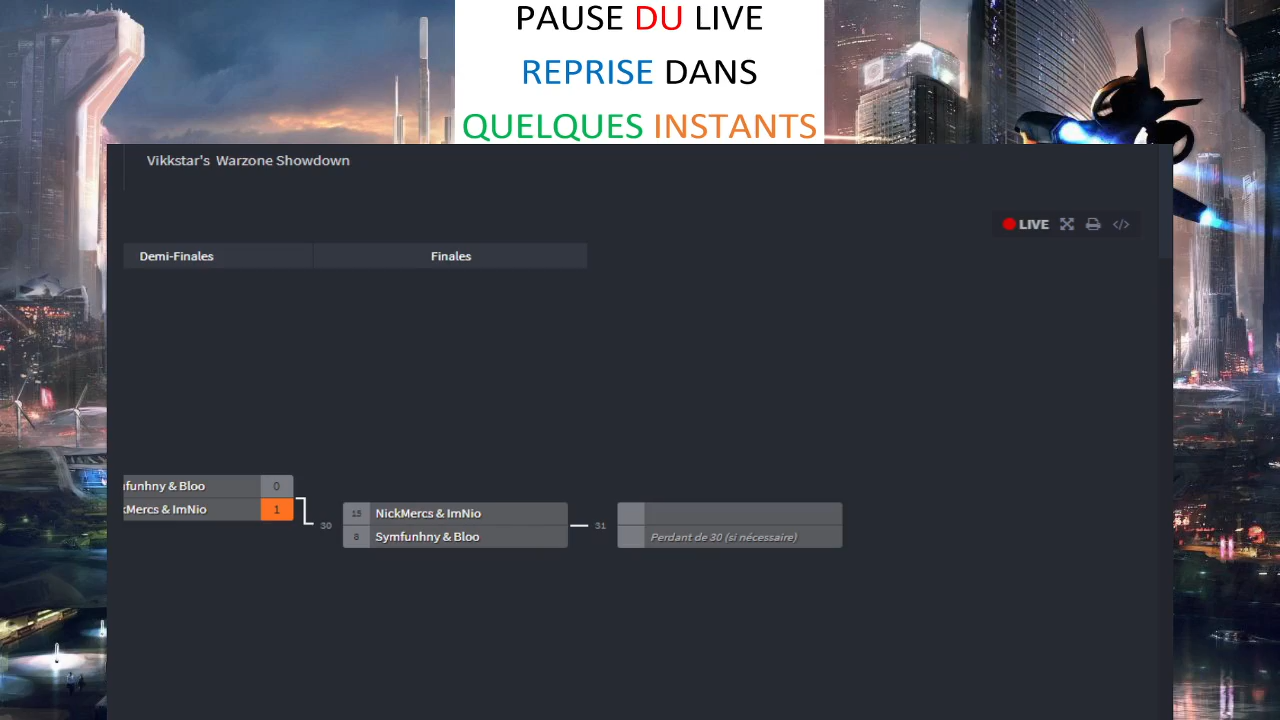 PAUSE DU LIVE
REPRISE DANS
QUELQUES INSTANTS
Vikkstar's Warzone Showdown
LIVE </>
Demi-Finales Finales
funhny & Bloo 0
Mercs & ImNio 1
30
15 NickMercs & ImNio
8 Symfunhny & Bloo
31
Perdant de 30 (si nécessaire)